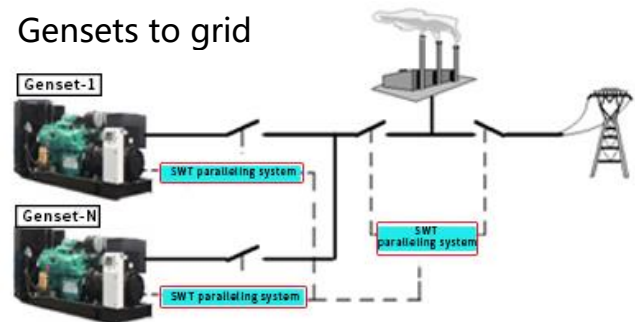 Gensets to grid
Genset-1
SWT paralleling system
Genset-N
SWT
paralleling system
SWT paralleling system